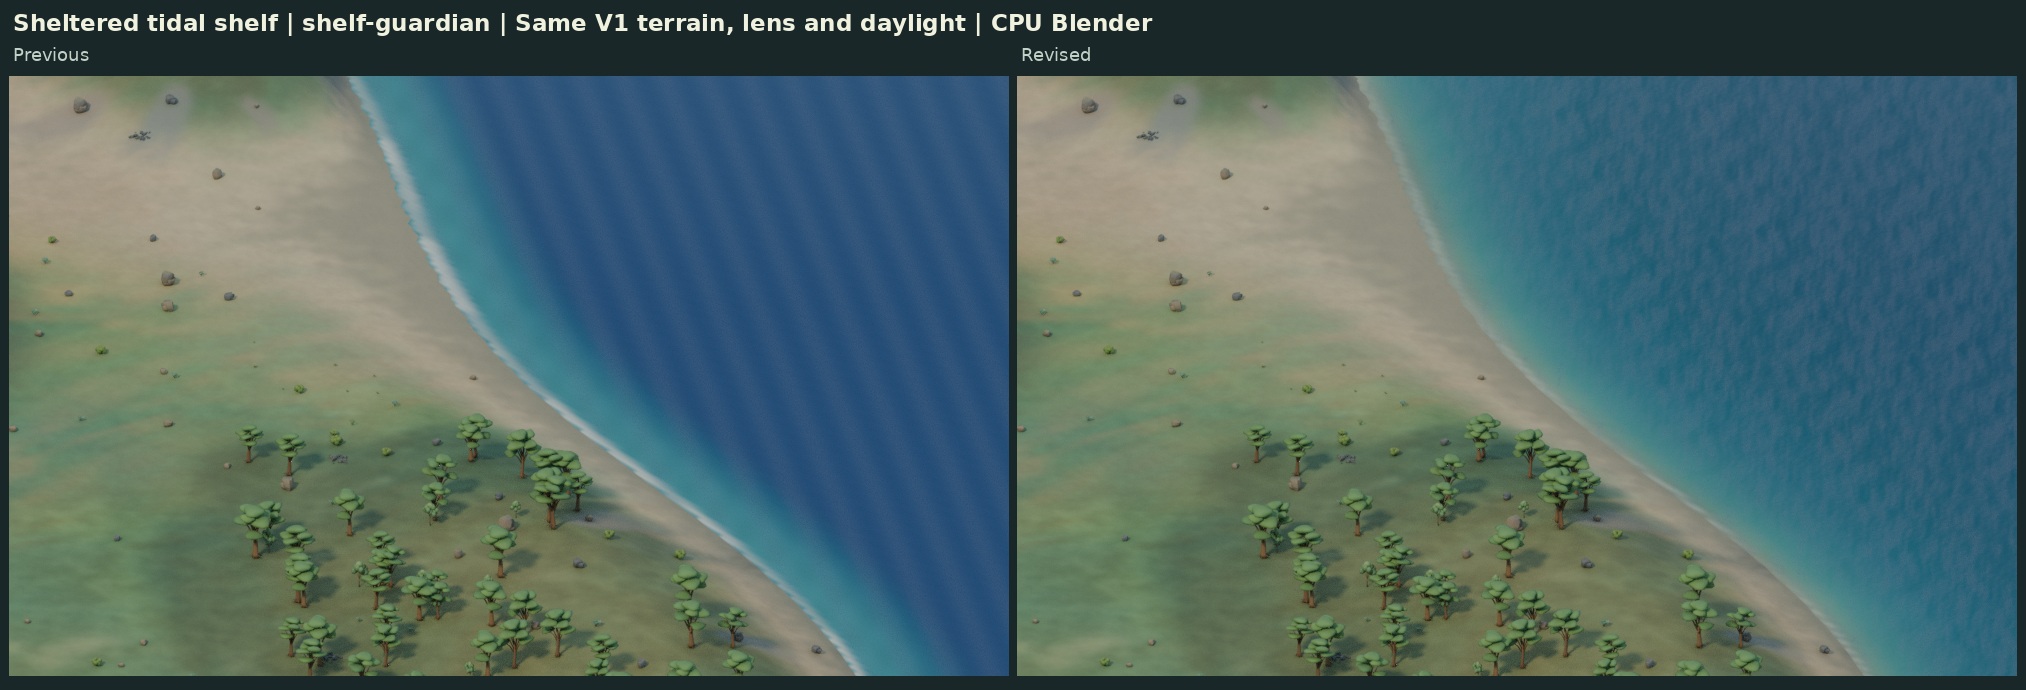 Sheltered tidal shelf | shelf-guardian | Same V1 terrain, lens and daylight | CPU Blender
Previous
Revised